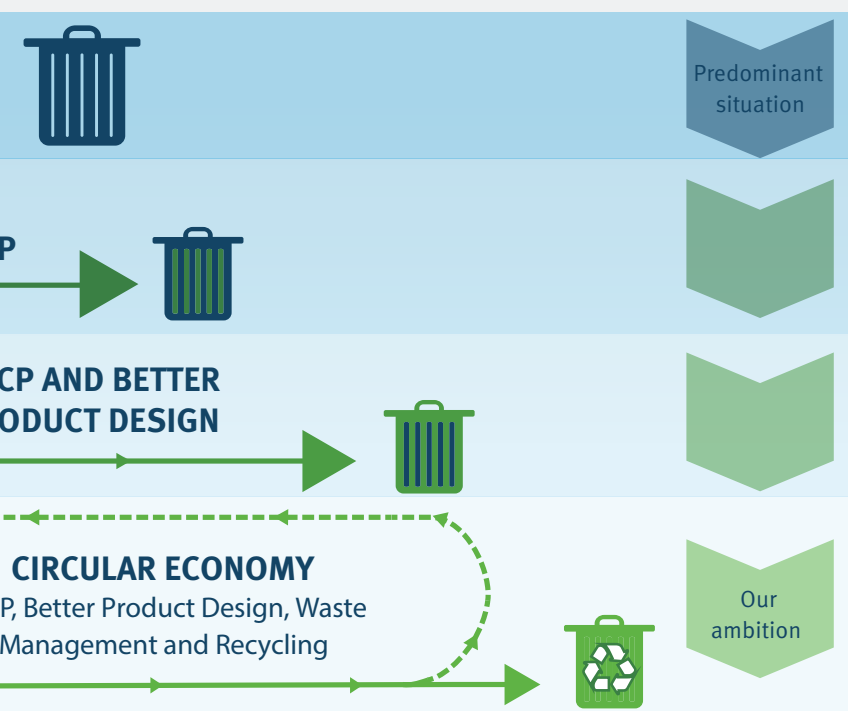 Predominant
situation
P
CP AND BETTER
ODUCT DESIGN
CIRCULAR ECONOMY
P, Better Product Design, Waste
Management and Recycling
Our
ambition